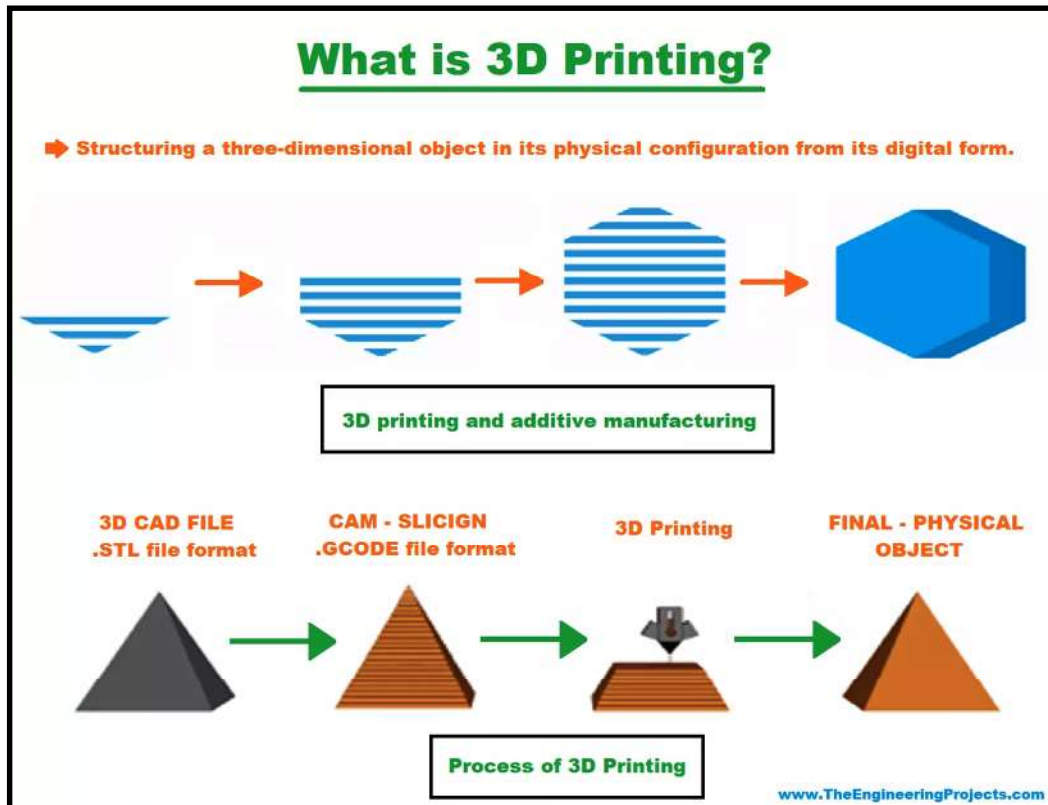 What is 3D Printing?
Structuring a three-dimensional object in its physical configuration from its digital form.
3D printing and additive manufacturing
3D CAD FILE
.STL file format
CAM - SLICIGN
.GCODE file format
3D Printing
FINAL - PHYSICAL
OBJECT
Process of 3D Printing
www.TheEngineeringProjects.com